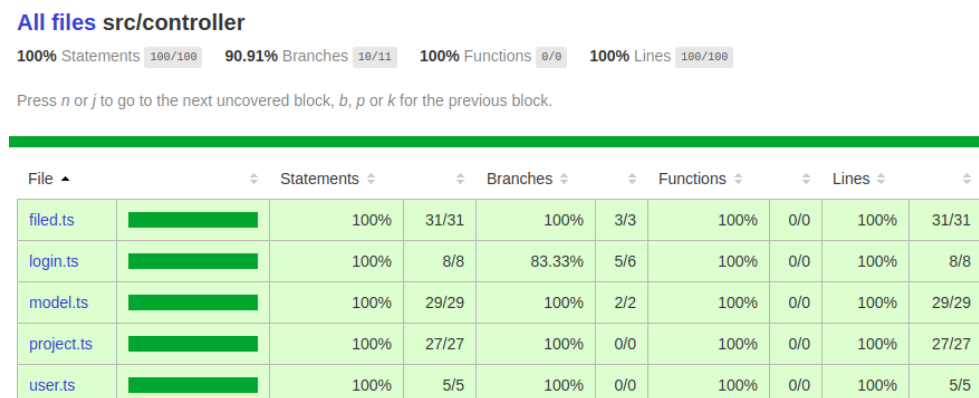 All files src/controller
100% Statements 100/100 90.91% Branches 10/11 100% Functions 0/0 100% Lines 100/100
Press n or j to go to the next uncovered block, b, p or k for the previous block.
File Statements Branches Functions Lines
filed.ts 100% 31/31 100% 3/3 100% 0/0 100% 31/31
login.ts 100% 8/8 83.33% 5/6 100% 0/0 100% 8/8
model.ts 100% 29/29 100% 2/2 100% 0/0 100% 29/29
project.ts 100% 27/27 100% 0/0 100% 0/0 100% 27/27
user.ts 100% 5/5 100% 0/0 100% 0/0 100% 5/5